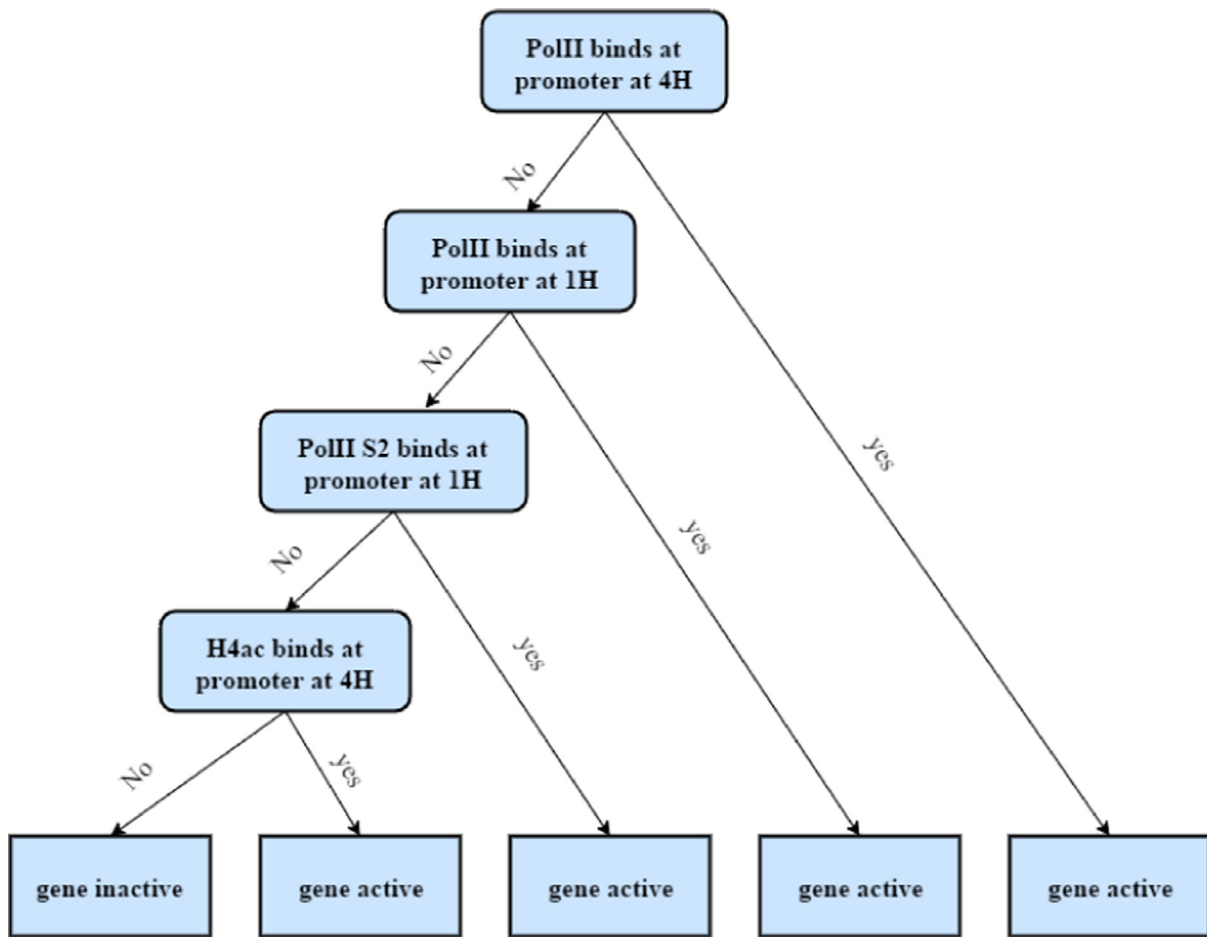 PolII binds at
promoter at 4H
No
PolII binds at
promoter at 1H
No
yes
PolII S2 binds at
promoter at 1H
yes
No
H4ac binds at
promoter at 4H
yes
No
yes
gene inactive
gene active
gene active
gene active
gene active